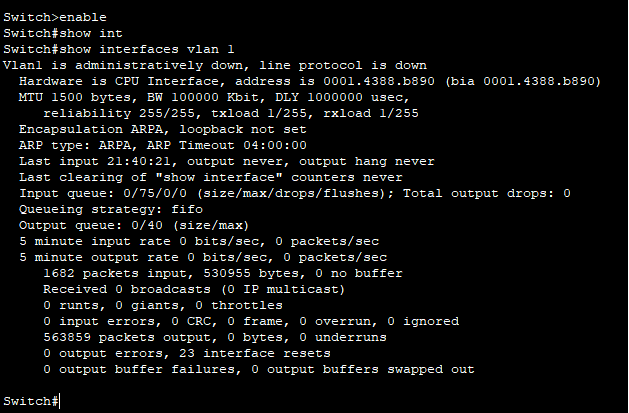 Switch>enable
Switch#show int
Switch#show interfaces vlan 1
Vlan1 is administratively down, line protocol is down
Hardware is CPU Interface, address is 0001.4388.b890 (bia 0001.4388.b890)
MTU 1500 bytes, BW 100000 Kbit, DLY 1000000 usec,
reliability 255/255, txload 1/255, rxload 1/255
Encapsulation ARPA, loopback not set
ARP type: ARPA, ARP Timeout 04:00:00
Last input 21:40:21, output never, output hang never
Last clearing of "show interface" counters never
Input queue: 0/75/0/0 (size/max/drops/flushes); Total output drops: 0
Queueing strategy: fifo
Output queue: 0/40 (size/max)
5 minute input rate 0 bits/sec, 0 packets/sec
5 minute output rate 0 bits/sec, 0 packets/sec
1682 packets input, 530955 bytes, 0 no buffer
Received 0 broadcasts (0 IP multicast)
0 runts, 0 giants, 0 throttles
0 input errors, 0 CRC, 0 frame, 0 overrun, 0 ignored
563859 packets output, 0 bytes, 0 underruns
0 output errors, 23 interface resets
0 output buffer failures, 0 output buffers swapped out
Switch#